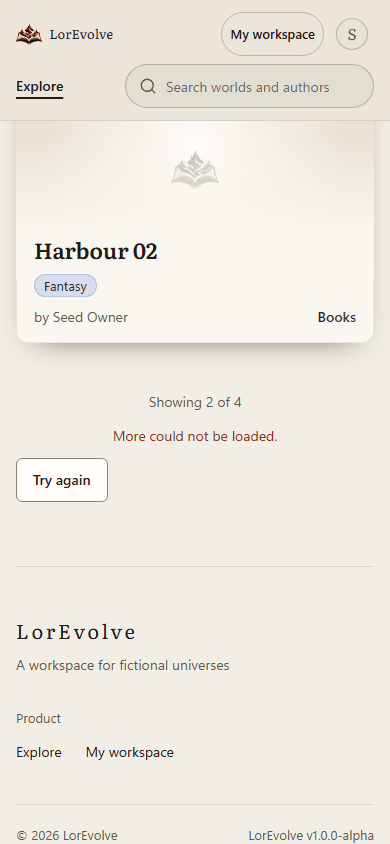 LorEvolve
My workspace
S
Explore
Search worlds and authors
Harbour 02
Fantasy
by Seed Owner
Books
Showing 2 of 4
More could not be loaded.
Try again
LorEvolve
A workspace for fictional universes
Product
Explore
My workspace
© 2026 LorEvolve
LorEvolve v1.0.0-alpha